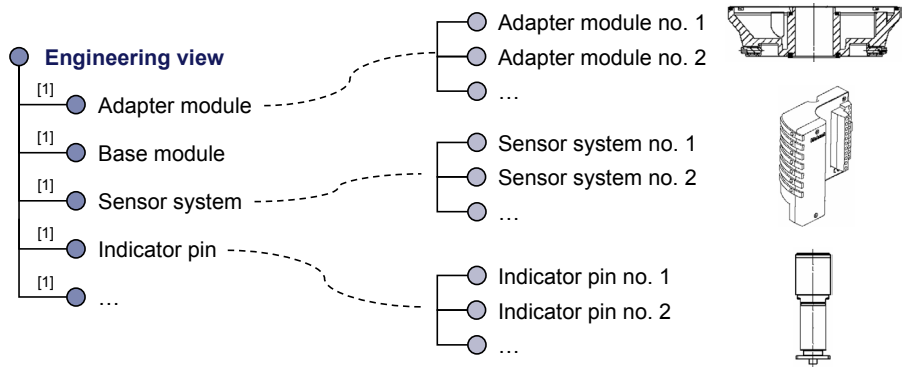 Engineering view
[1] Adapter module
[1] Base module
[1] Sensor system
[1] Indicator pin
[1] …
Adapter module no. 1
Adapter module no. 2
…
Sensor system no. 1
Sensor system no. 2
…
Indicator pin no. 1
Indicator pin no. 2
…